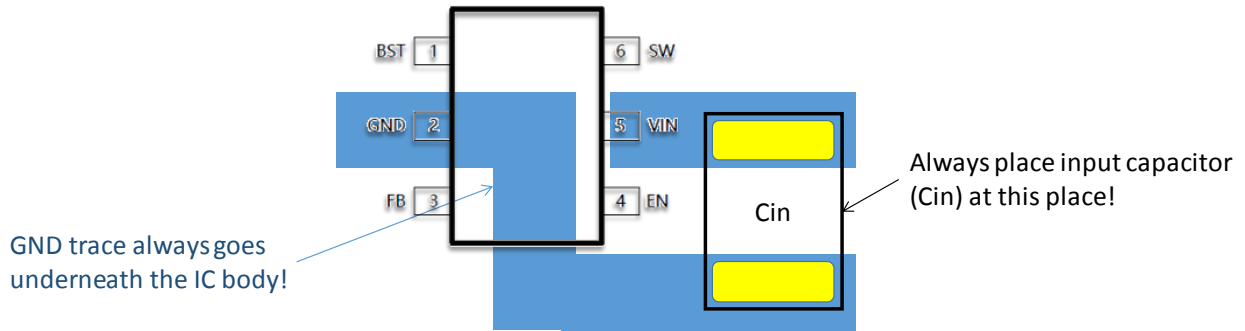 BST 1
6 SW
GND 2
5 VIN
FB 3
4 EN
Cin
Always place input capacitor
(Cin) at this place!
GND trace always goes
underneath the IC body!